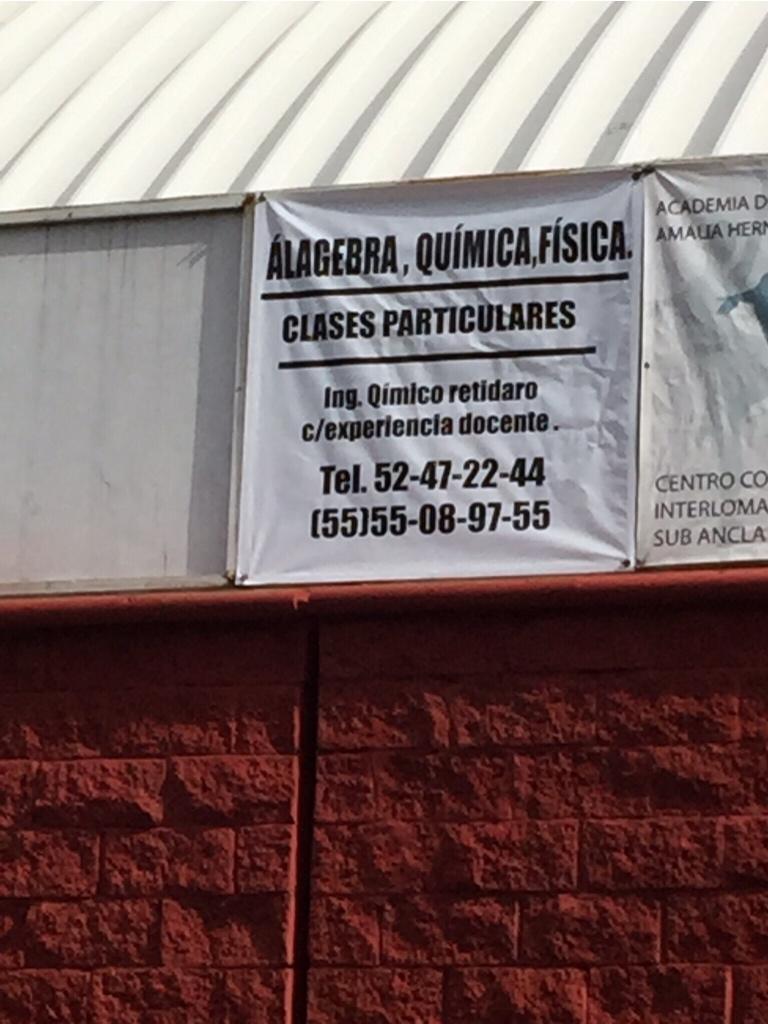 ÁLAGEBRA, QUÍMICA,FÍSICA.
CLASES PARTICULARES
Ing. Qímico retidaro
c/experiencia docente.
Tel. 52-47-22-44
(55)55-08-97-55
ACADEMIA D
AMALIA HERN
CENTRO CO
INTERLOMA
SUB ANCLA